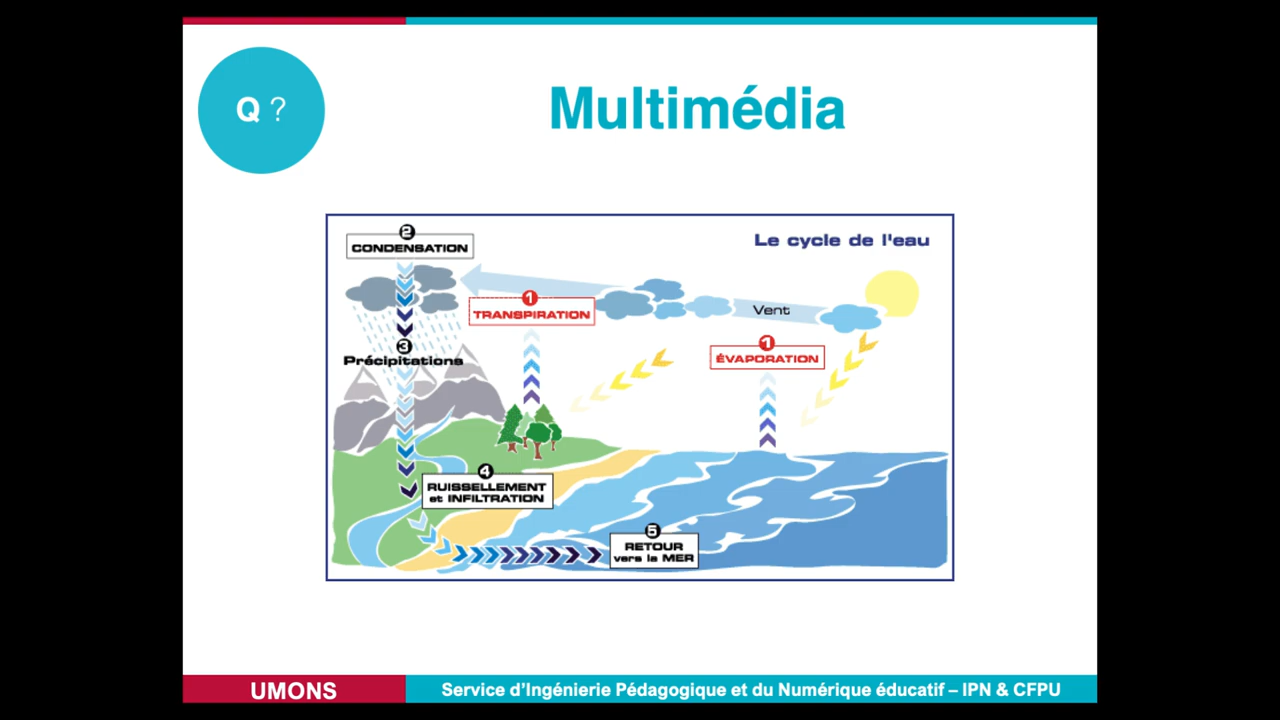 Q ?
Multimédia
Le cycle de l'eau
2
CONDENSATION
1
TRANSPIRATION
Vent
1
ÉVAPORATION
3
Précipitations
4
RUISSELLEMENT
et INFILTRATION
5
RETOUR
vers la MER
UMONS
Service d'Ingénierie Pédagogique et du Numérique éducatif – IPN & CFPU